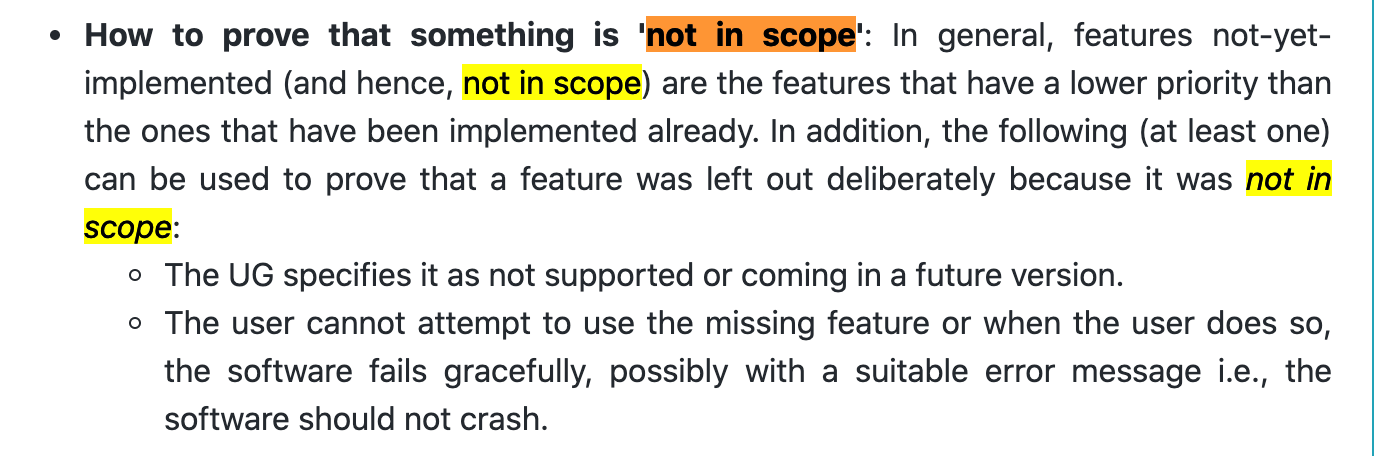 • How to prove that something is 'not in scope': In general, features not-yet-
implemented (and hence, not in scope) are the features that have a lower priority than
the ones that have been implemented already. In addition, the following (at least one)
can be used to prove that a feature was left out deliberately because it was not in
scope:
◦ The UG specifies it as not supported or coming in a future version.
◦ The user cannot attempt to use the missing feature or when the user does so,
the software fails gracefully, possibly with a suitable error message i.e., the
software should not crash.